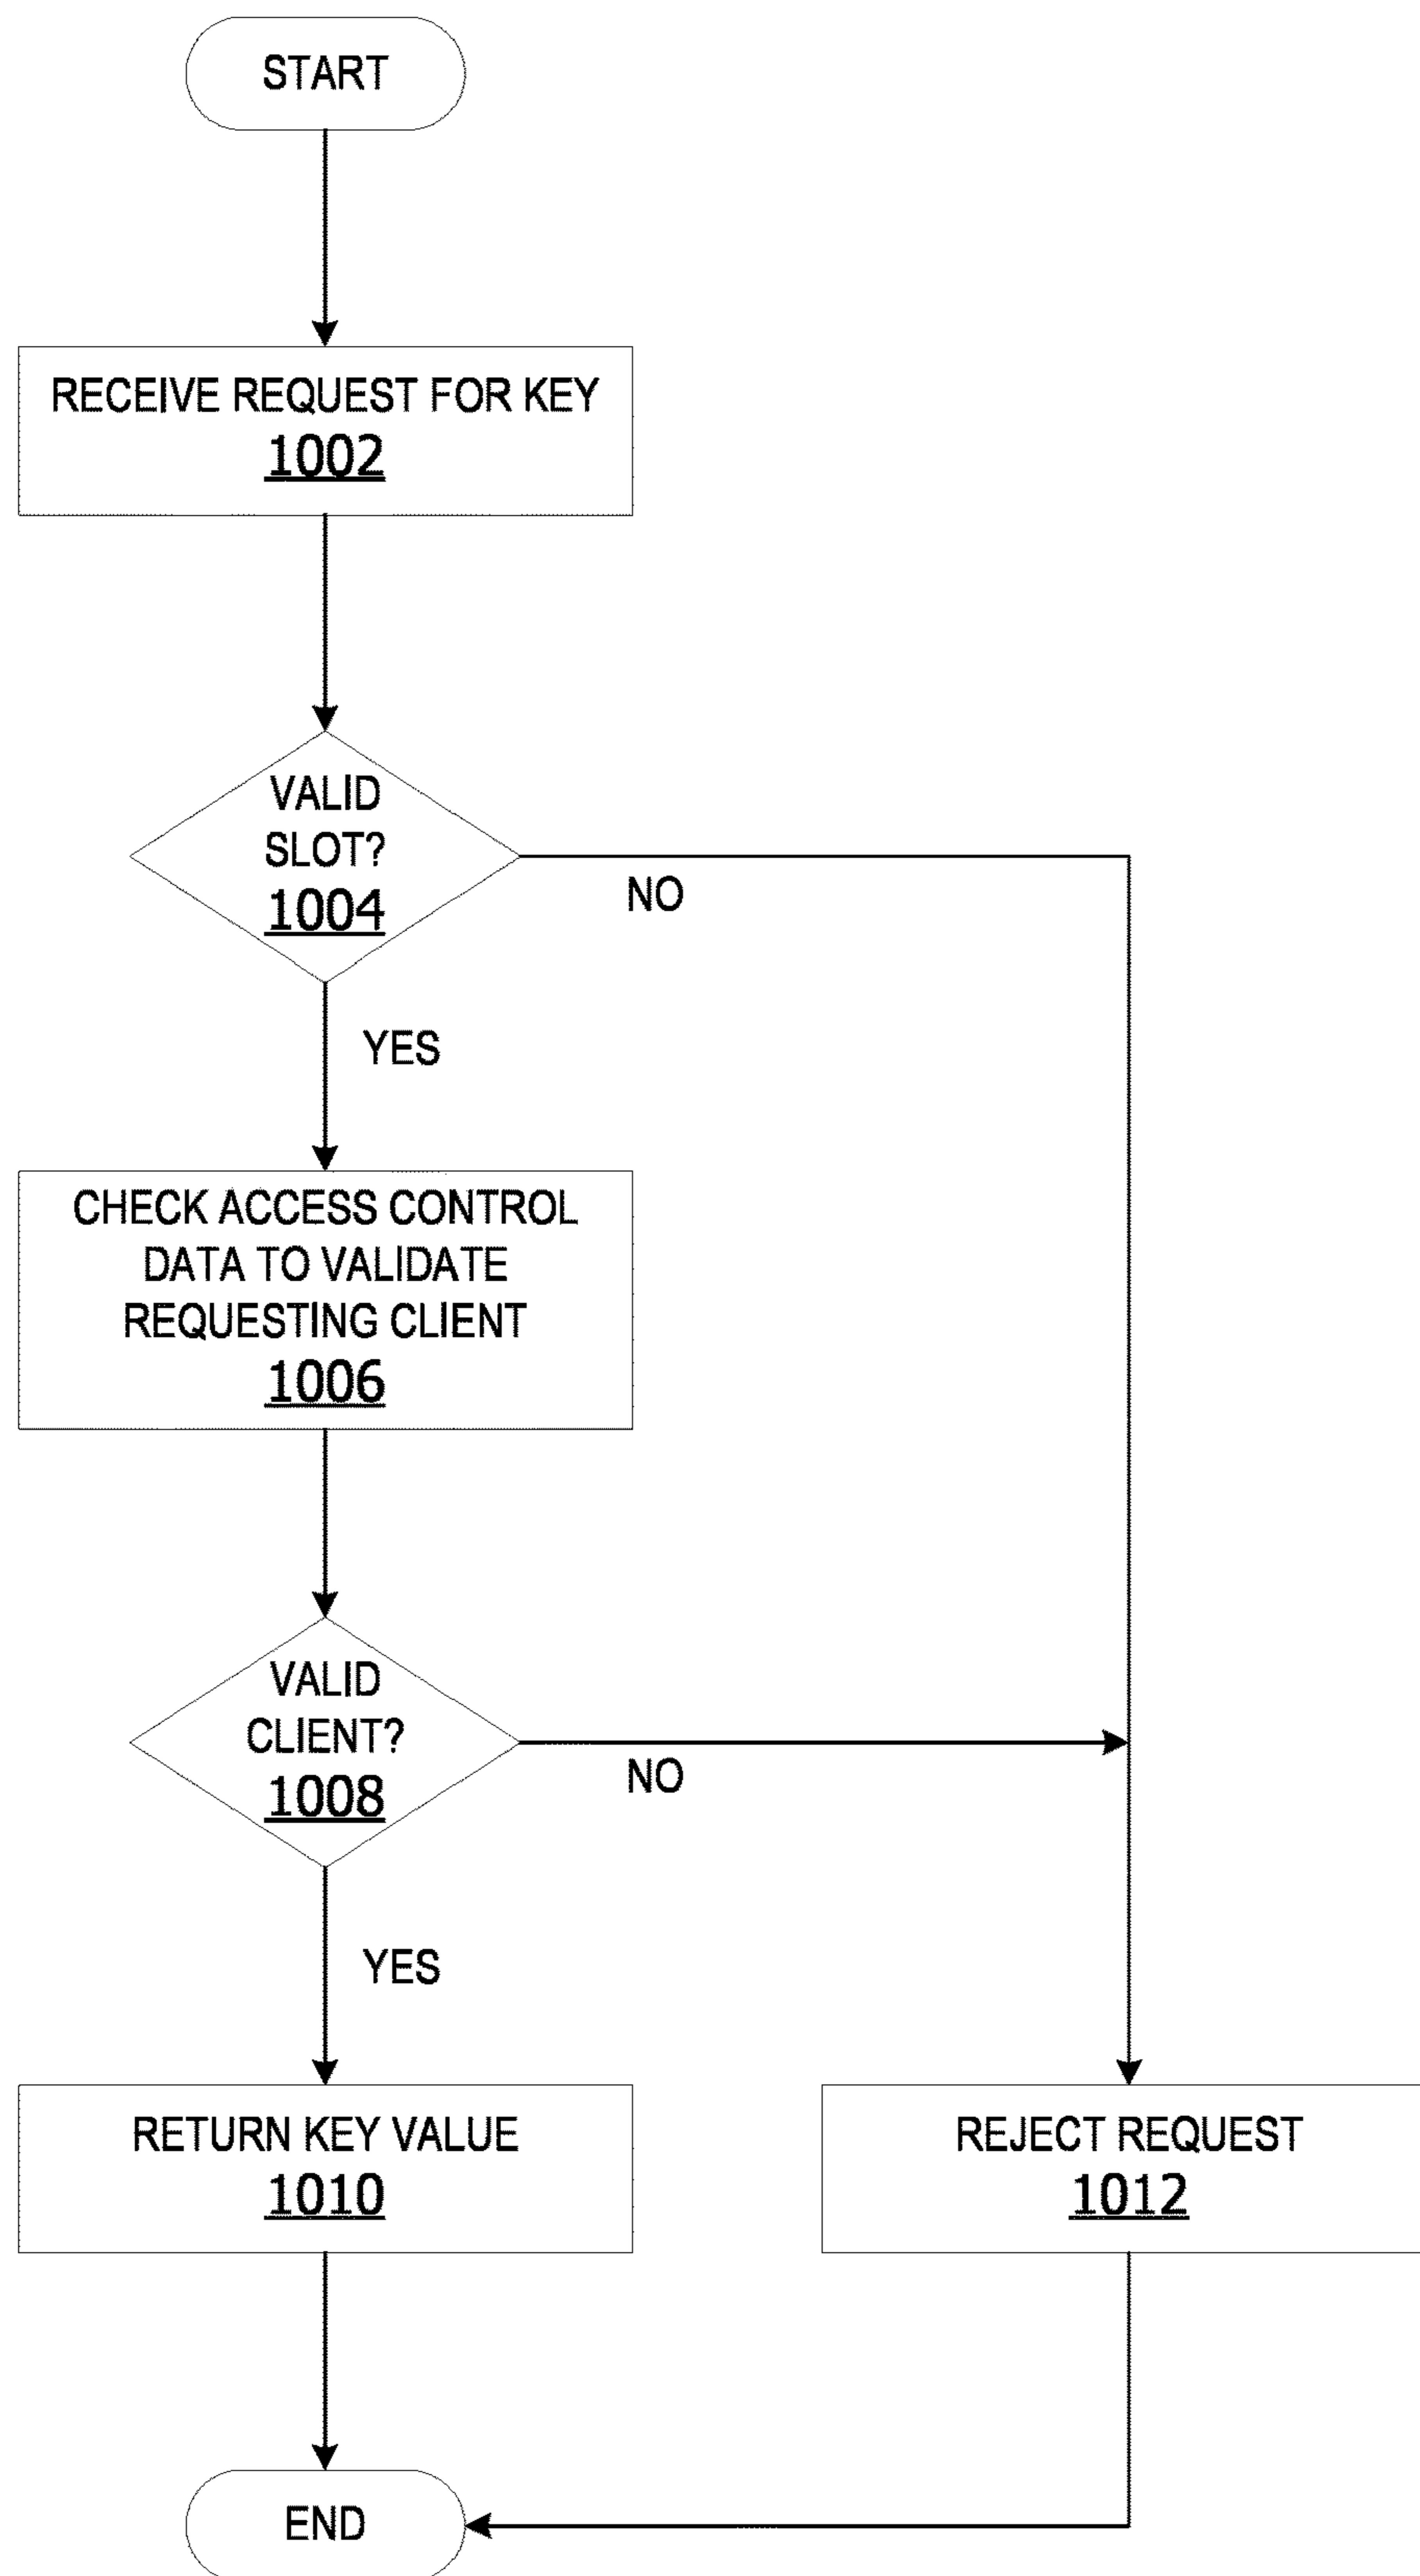 START
RECEIVE REQUEST FOR KEY
1002
VALID
SLOT?
1004
NO
YES
CHECK ACCESS CONTROL
DATA TO VALIDATE
REQUESTING CLIENT
1006
VALID
CLIENT?
1008
NO
YES
RETURN KEY VALUE
1010
REJECT REQUEST
1012
END